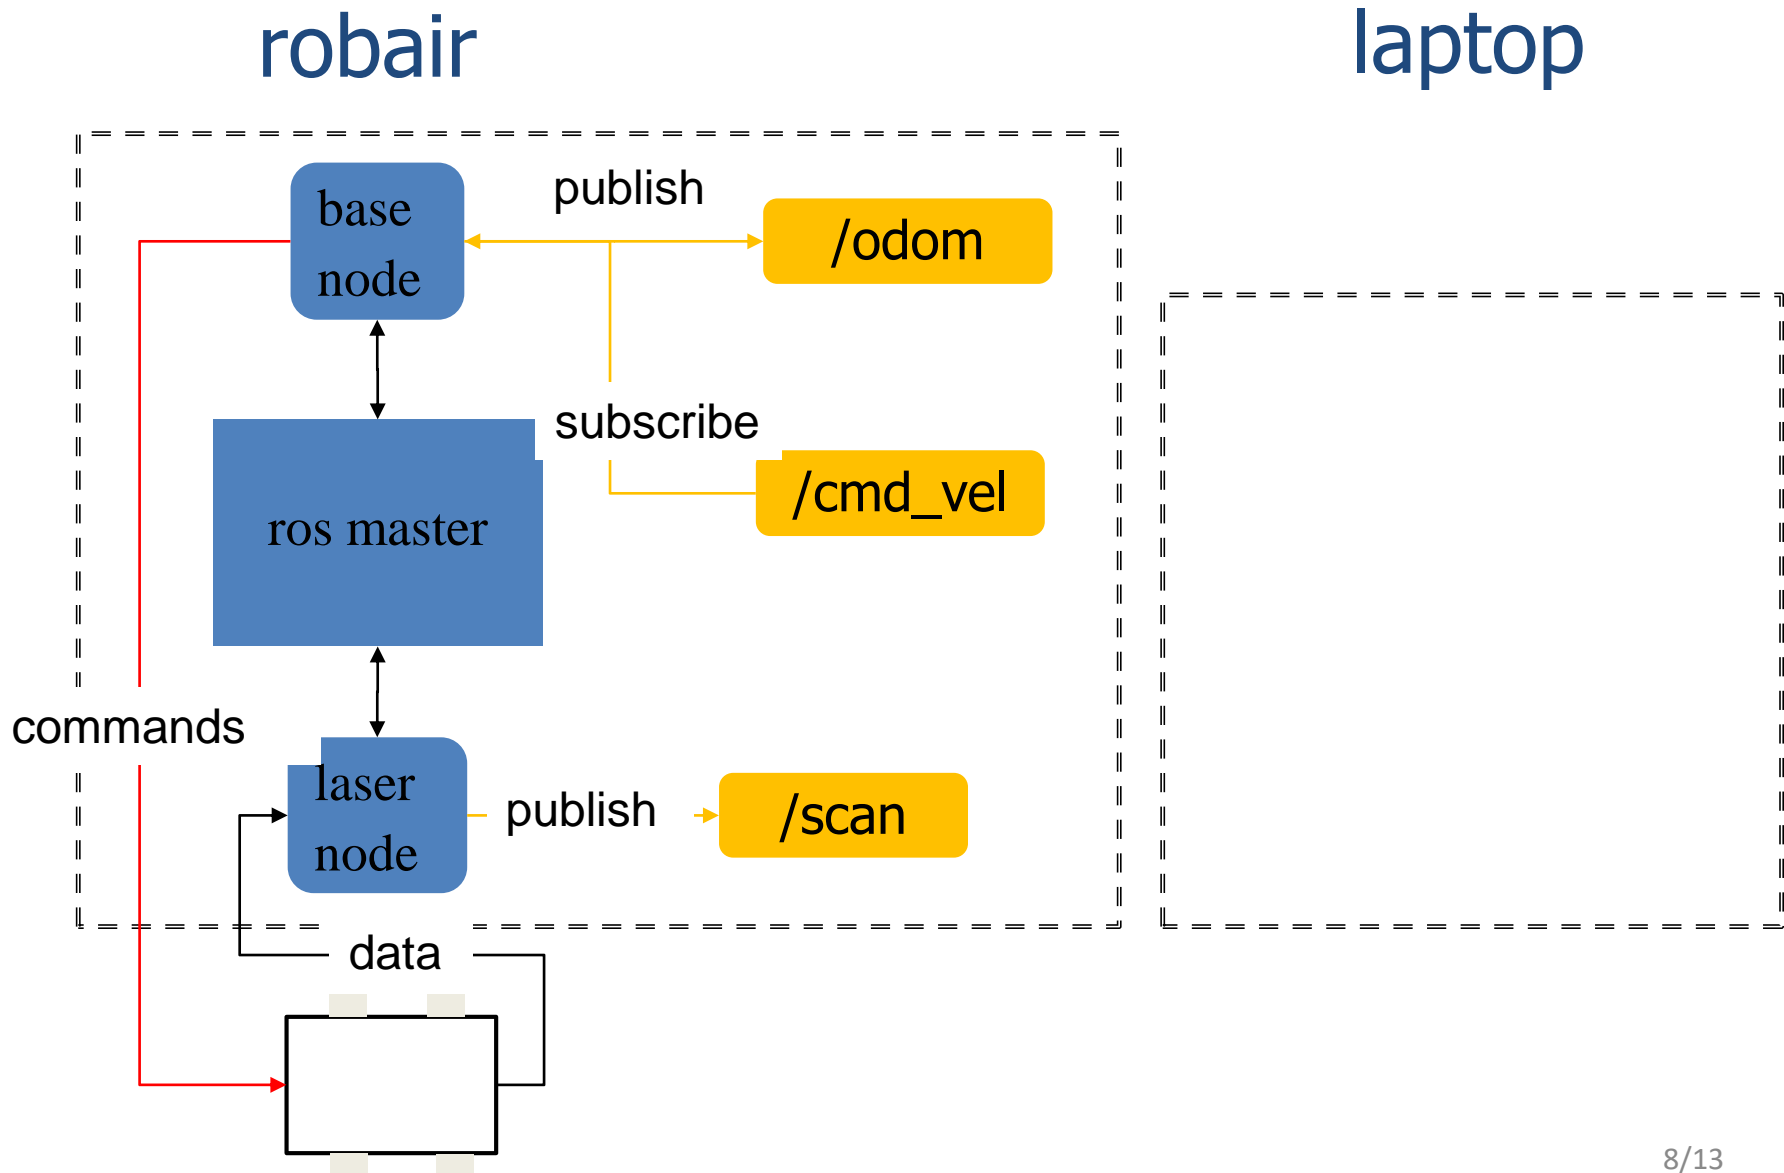 robair
laptop
base
node
publish
/odom
subscribe
/cmd_vel
ros master
commands
laser
node
publish
/scan
data
8/13